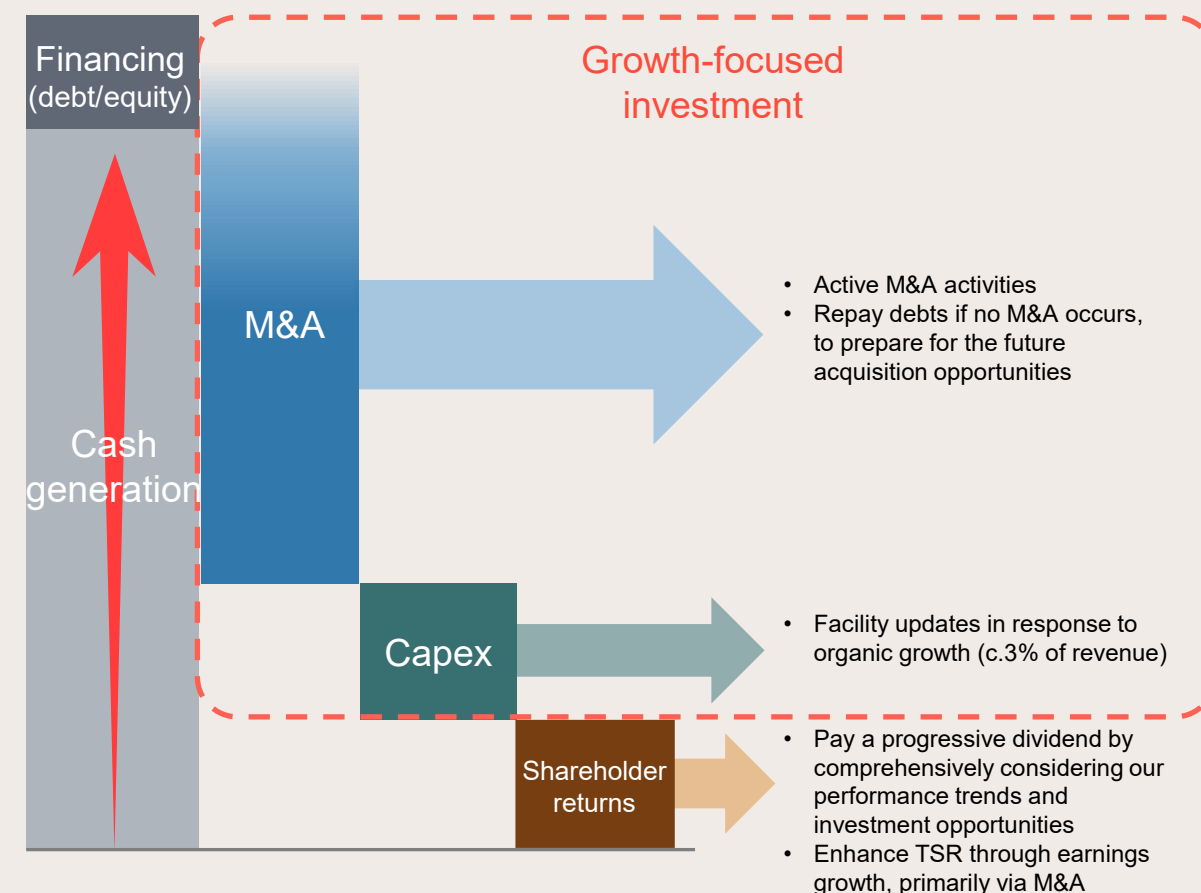 Financing
(debt/equity)
Growth-focused
investment
M&A
• Active M&A activities
• Repay debts if no M&A occurs,
to prepare for the future
acquisition opportunities
Cash
generation
Capex
• Facility updates in response to
organic growth (c.3% of revenue)
Shareholder
returns
• Pay a progressive dividend by
comprehensively considering our
performance trends and
investment opportunities
• Enhance TSR through earnings
growth, primarily via M&A